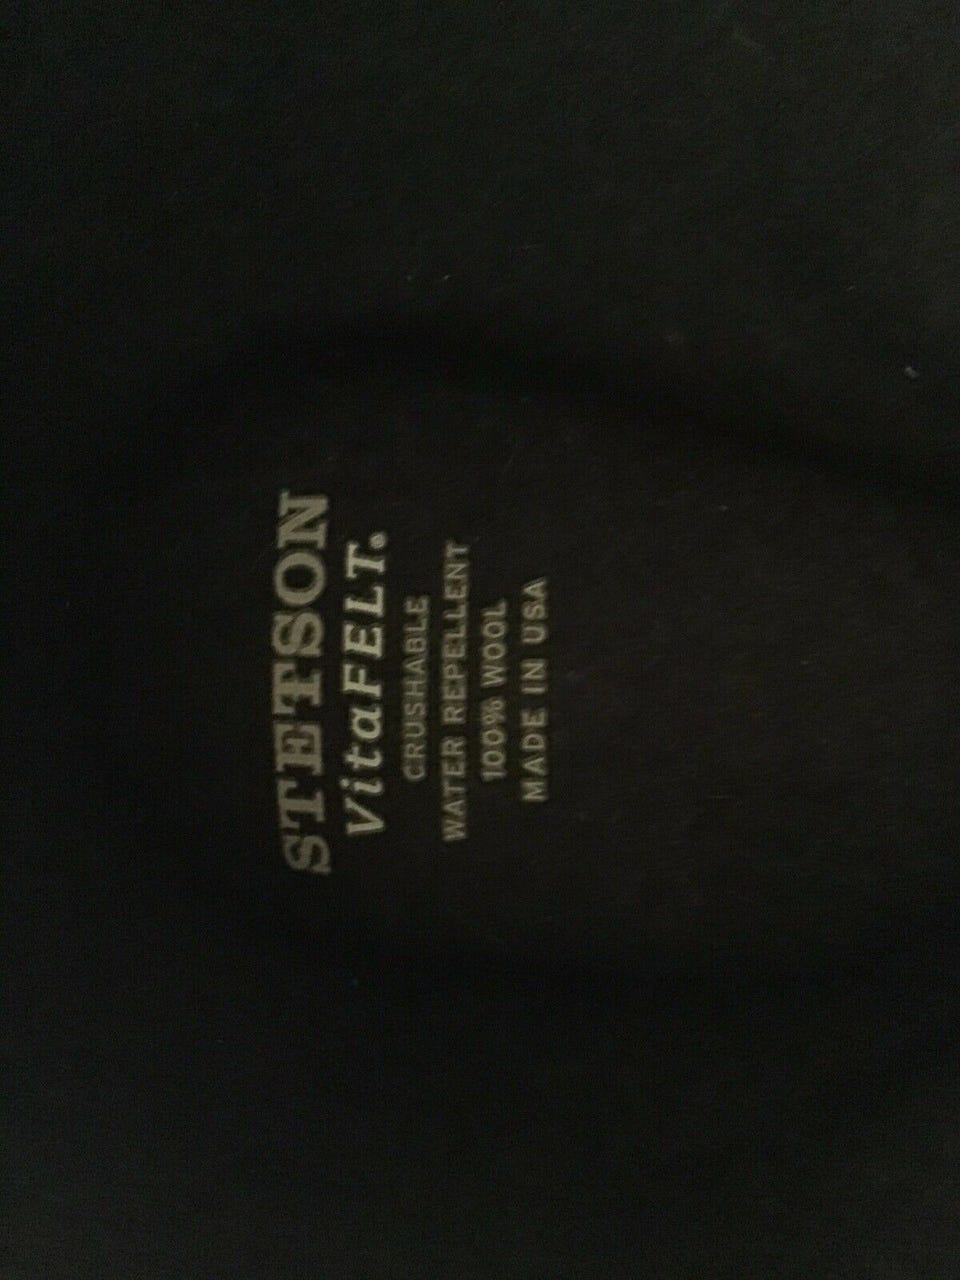 STETSON
VitaFELT.
CRUSHABLE
WATER REPELLENT
100% WOOL
MADE IN USA